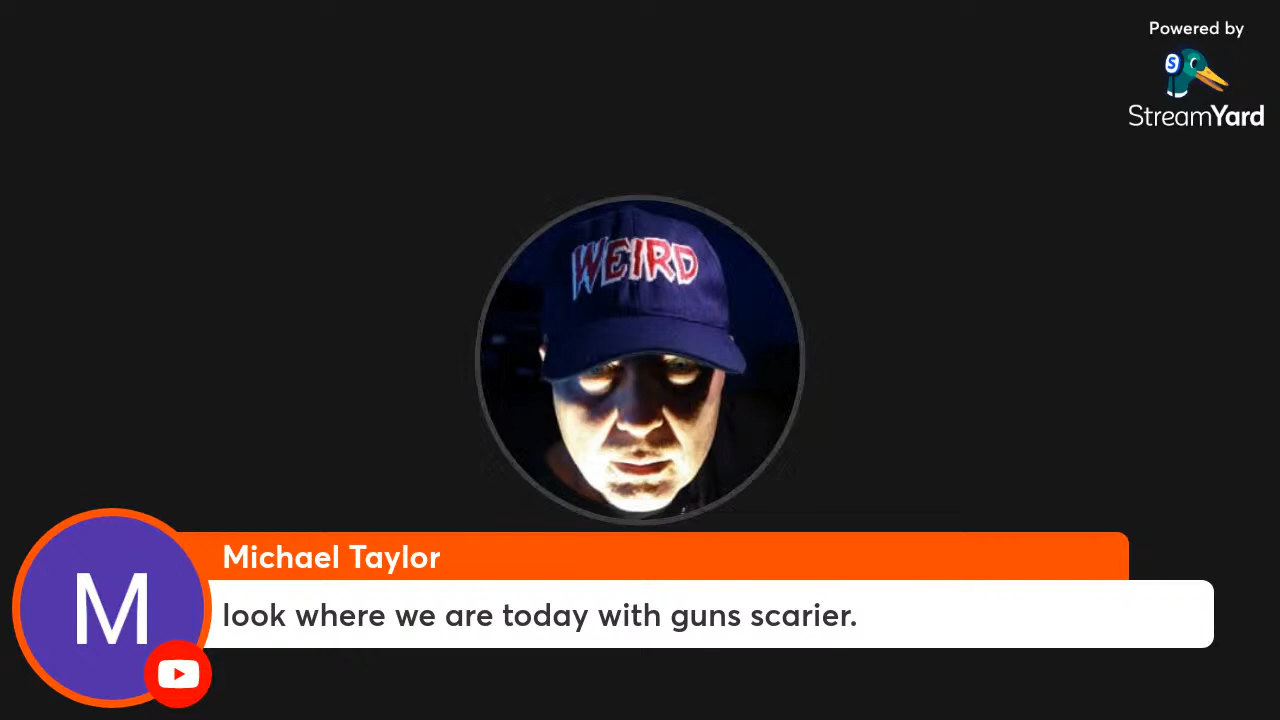 Powered by
S
StreamYard
WEIRD
Michael Taylor
M
look where we are today with guns scarier.